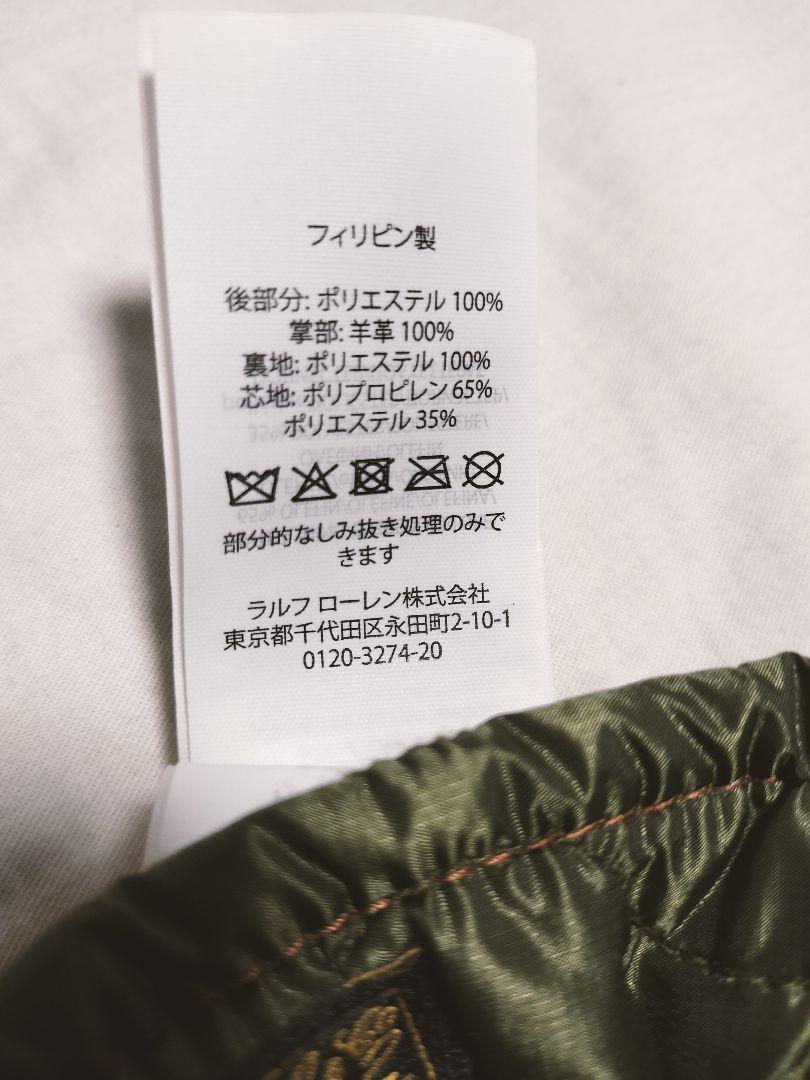 フィリピン製
後部分: ポリエステル 100%
掌部: 羊革 100%
裏地: ポリエステル 100%
芯地: ポリプロピレン 65%
ポリエステル 35%
部分的なしみ抜き処理のみで
きます
ラルフ ローレン株式会社
東京都千代田区永田町2-10-1
0120-3274-20